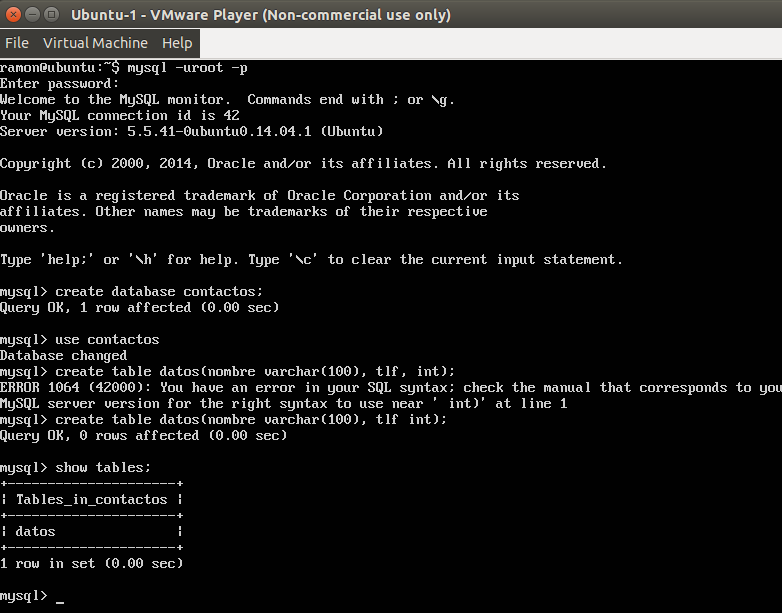 Ubuntu-1 - VMware Player (Non-commercial use only)
File Virtual Machine Help
ramon@ubuntu:~$ mysql -uroot -p
Enter password:
Welcome to the MySQL monitor.  Commands end with ; or \g.
Your MySQL connection id is 42
Server version: 5.5.41-0ubuntu0.14.04.1 (Ubuntu)
Copyright (c) 2000, 2014, Oracle and/or its affiliates. All rights reserved.
Oracle is a registered trademark of Oracle Corporation and/or its
affiliates. Other names may be trademarks of their respective
owners.
Type 'help;' or '\h' for help. Type '\c' to clear the current input statement.
mysql> create database contactos;
Query OK, 1 row affected (0.00 sec)
mysql> use contactos
Database changed
mysql> create table datos(nombre varchar(100), tlf, int);
ERROR 1064 (42000): You have an error in your SQL syntax; check the manual that corresponds to you
MySQL server version for the right syntax to use near ' int)' at line 1
mysql> create table datos(nombre varchar(100), tlf int);
Query OK, 0 rows affected (0.00 sec)
mysql> show tables;
+---------------------+
| Tables_in_contactos |
+---------------------+
| datos               |
+---------------------+
1 row in set (0.00 sec)
mysql> _